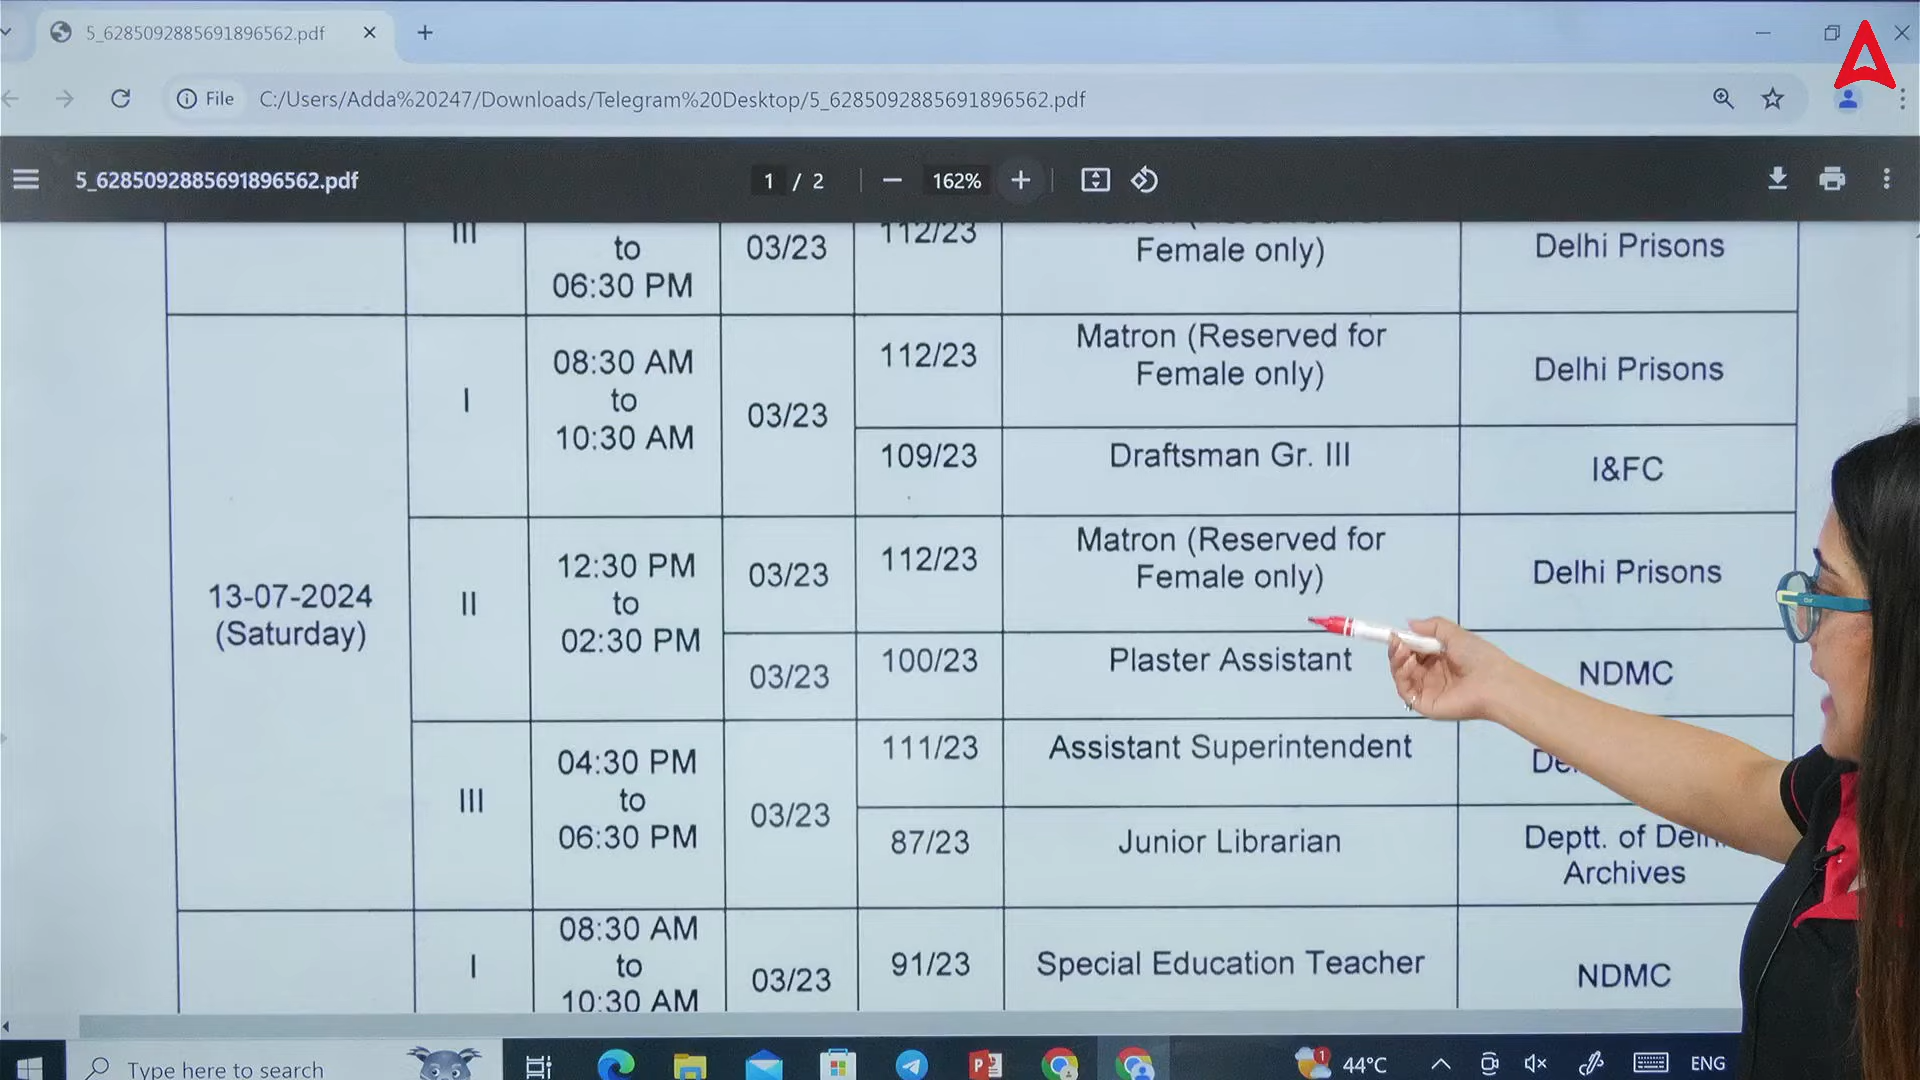 5_6285092885691896562.pdf
File C:/Users/Adda%20247/Downloads/Telegram%20Desktop/5_6285092885691896562.pdf
5_6285092885691896562.pdf
1 / 2
162%
III
to
06:30 PM
03/23
112/23
Female only)
Delhi Prisons
13-07-2024
(Saturday)
I
08:30 AM
to
10:30 AM
03/23
112/23
Matron (Reserved for
Female only)
Delhi Prisons
109/23
Draftsman Gr. III
I&FC
II
12:30 PM
to
02:30 PM
03/23
112/23
Matron (Reserved for
Female only)
Delhi Prisons
03/23
100/23
Plaster Assistant
NDMC
III
04:30 PM
to
06:30 PM
03/23
111/23
Assistant Superintendent
87/23
Junior Librarian
Deptt. of
Archives
I
08:30 AM
to
10:30 AM
03/23
91/23
Special Education Teacher
NDMC
Type here to search
1
44°C
ENG